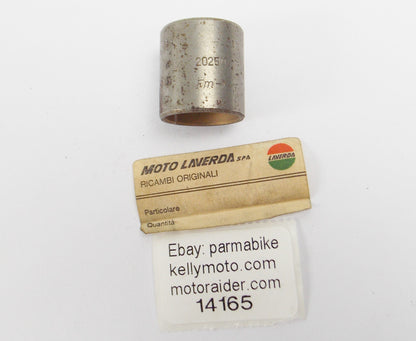 2025
MOTO LAVERDA SPA
LAVERDA
RICAMBI ORIGINALI
Particolare
Quantità
Ebay: parmabike
kellymoto.com
motoraider.com
14165